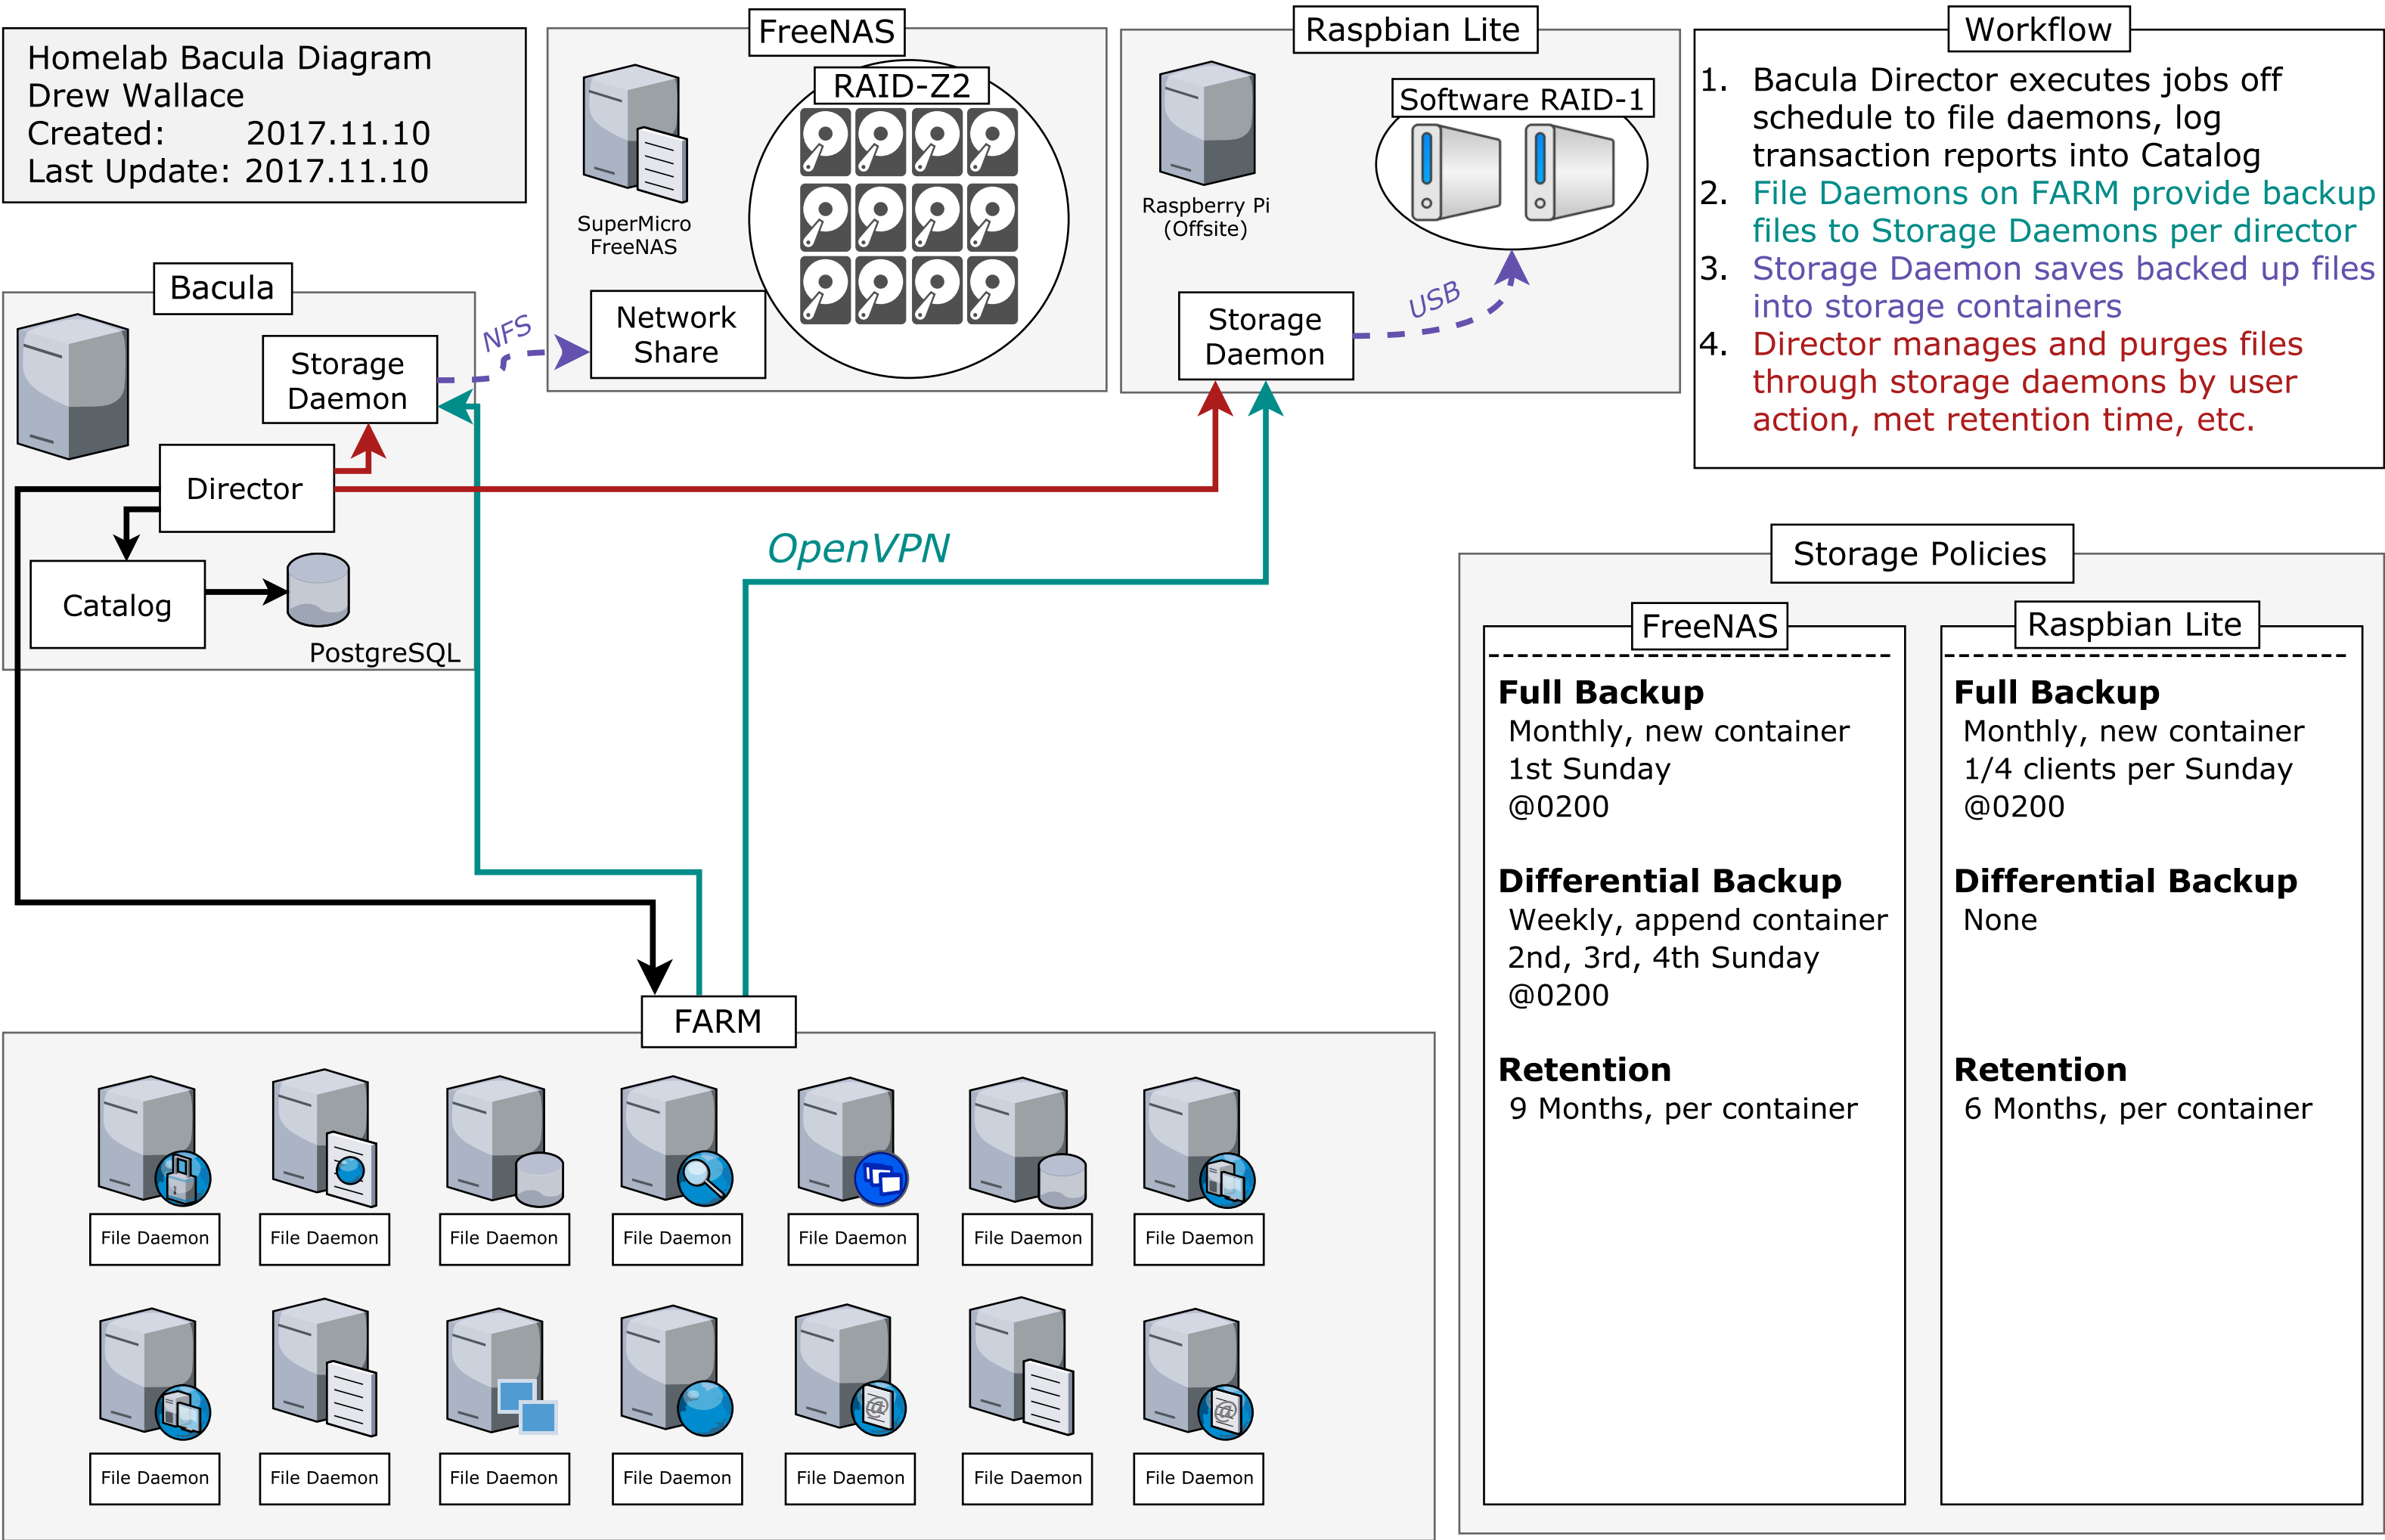 Homelab Bacula Diagram
Drew Wallace
Created: 2017.11.10
Last Update: 2017.11.10
FreeNAS
RAID-Z2
SuperMicro
FreeNAS
Network
Share
Raspbian Lite
Software RAID-1
Raspberry Pi
(Offsite)
Storage
Daemon
USB
Workflow
1. Bacula Director executes jobs off
schedule to file daemons, log
transaction reports into Catalog
2. File Daemons on FARM provide backup
files to Storage Daemons per director
3. Storage Daemon saves backed up files
into storage containers
4. Director manages and purges files
through storage daemons by user
action, met retention time, etc.
Bacula
Storage
Daemon
NFS
Director
Catalog
PostgreSQL
OpenVPN
Storage Policies
FreeNAS
Full Backup
Monthly, new container
1st Sunday
@0200
Differential Backup
Weekly, append container
2nd, 3rd, 4th Sunday
@0200
Retention
9 Months, per container
Raspbian Lite
Full Backup
Monthly, new container
1/4 clients per Sunday
@0200
Differential Backup
None
Retention
6 Months, per container
FARM
File Daemon
File Daemon
File Daemon
File Daemon
File Daemon
File Daemon
File Daemon
File Daemon
File Daemon
File Daemon
File Daemon
File Daemon
File Daemon
File Daemon